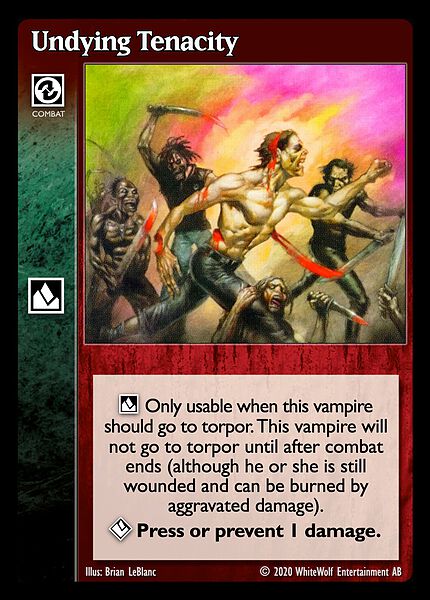 Undying Tenacity
COMBAT
Only usable when this vampire
should go to torpor. This vampire will
not go to torpor until after combat
ends (although he or she is still
wounded and can be burned by
aggravated damage).
Press or prevent 1 damage.
Illus: Brian LeBlanc
© 2020 WhiteWolf Entertainment AB